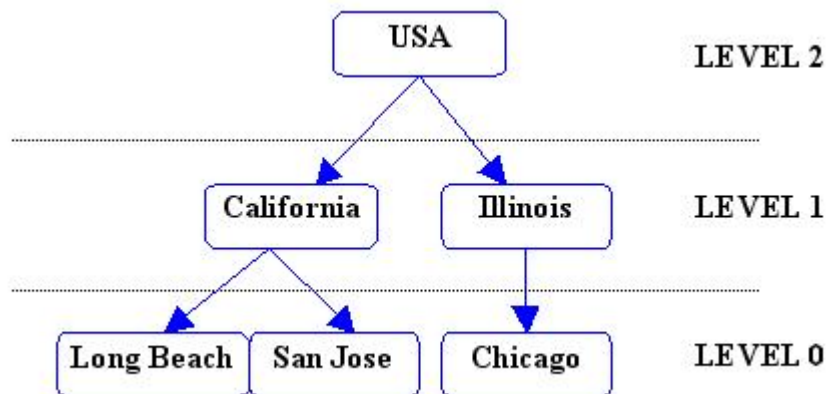 USA
LEVEL 2
California
Illinois
LEVEL 1
Long Beach
San Jose
Chicago
LEVEL 0